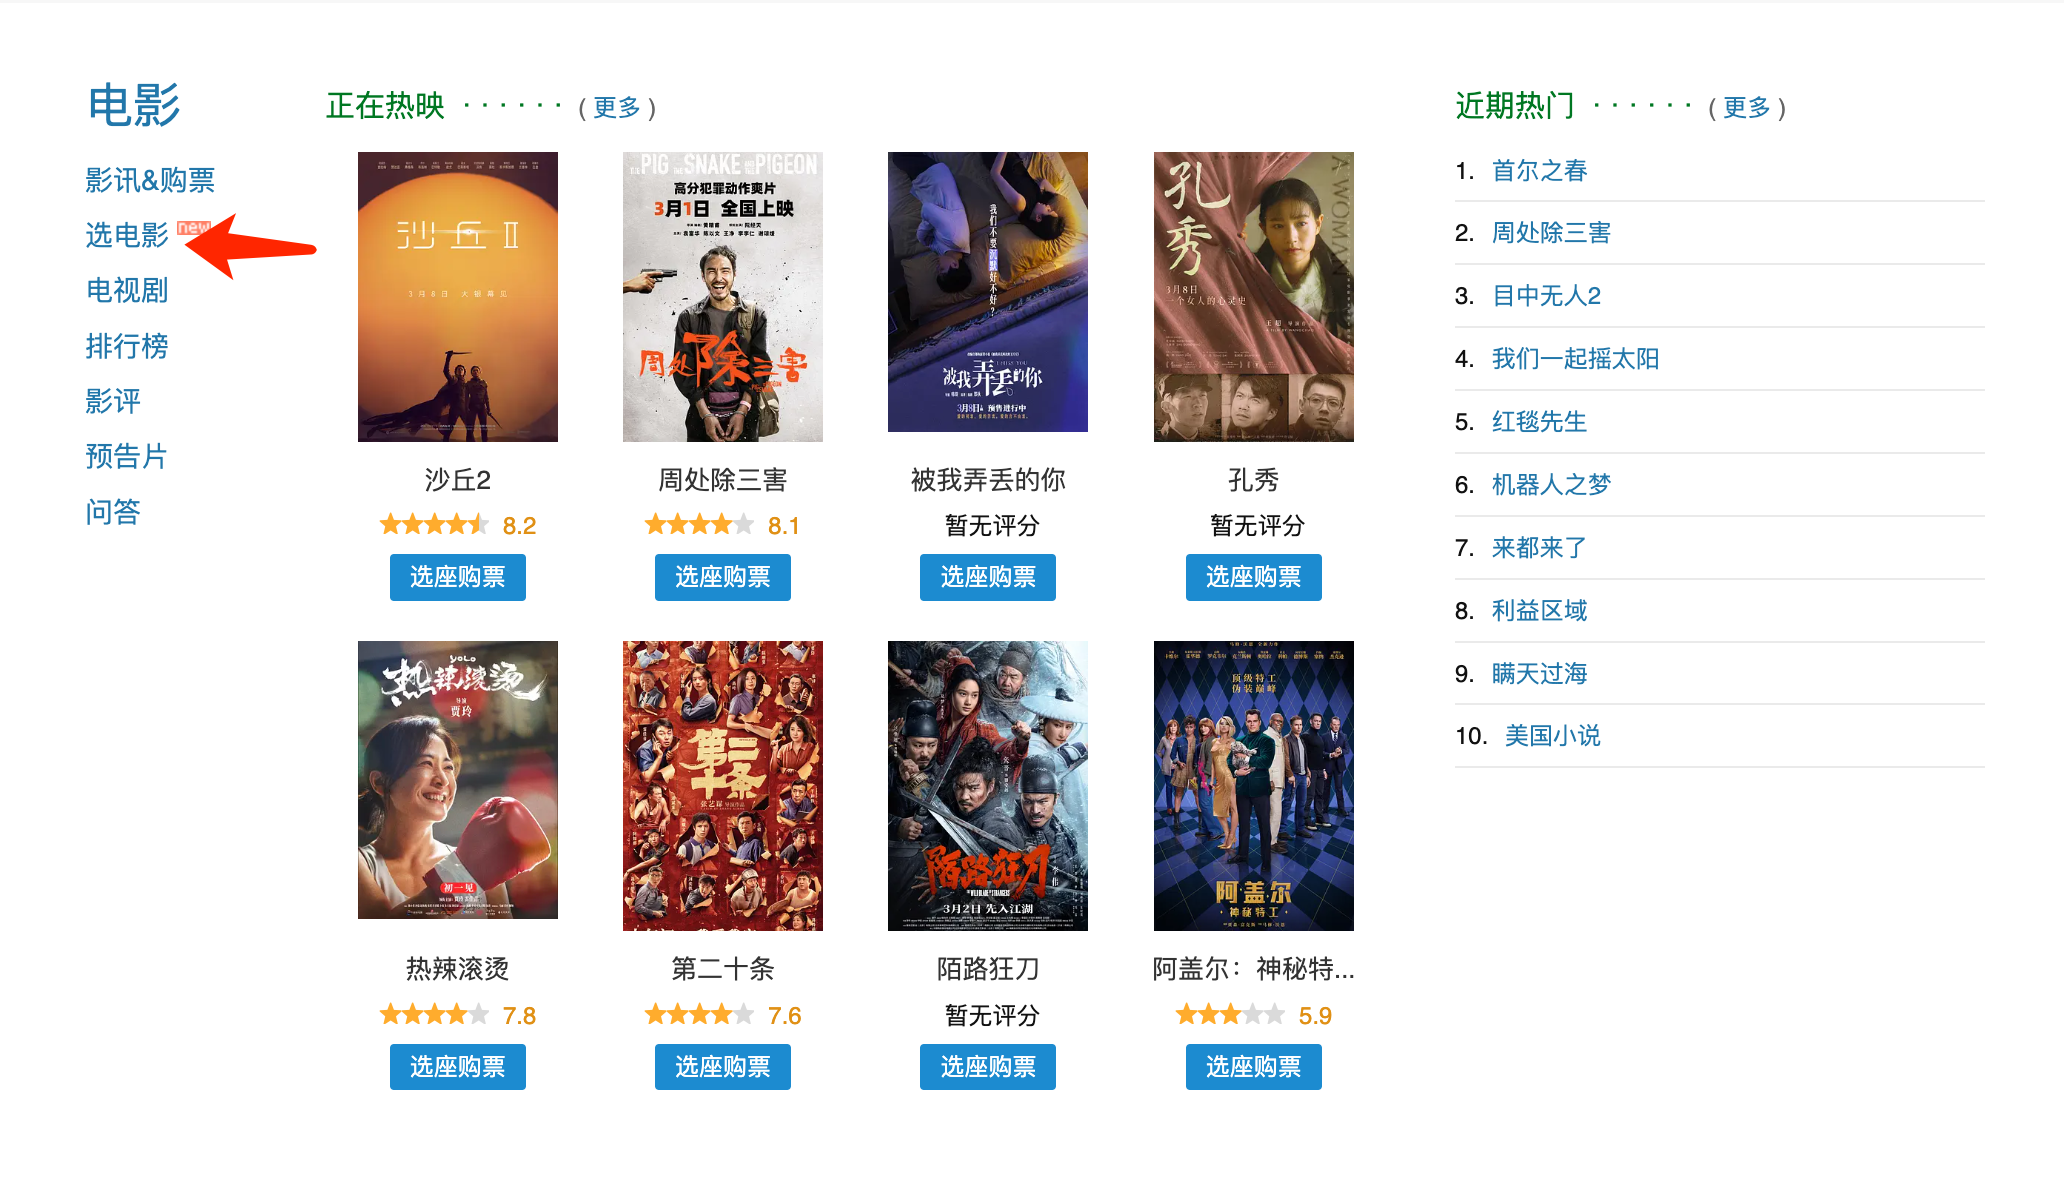 电影
影讯&购票
选电影 new
电视剧
排行榜
影评
预告片
问答
正在热映 · · · · · · ( 更多 )
沙丘 II
3月8日 大银幕见
沙丘2
8.2
选座购票
PIG SNAKE PIGEON
高分犯罪动作爽片
3月1日 全国上映
周处除三害
周处除三害
8.1
选座购票
我们不要沉默好不好?
被我弄丢的你
3月8日 预售进行中
被我弄丢的你
暂无评分
选座购票
孔秀
A WOMAN
3月8日
一个女人的心灵史
孔秀
暂无评分
选座购票
YOLO
热辣滚烫
导演
贾玲
初一见
热辣滚烫
7.8
选座购票
第二十条
张艺谋 导演作品
第二十条
7.6
选座购票
陌路狂刀
3月2日 先入江湖
陌路狂刀
暂无评分
选座购票
顶级特工
伪装巅峰
阿盖尔
·神秘特工·
阿盖尔：神秘特...
5.9
选座购票
近期热门 · · · · · · ( 更多 )
1. 首尔之春
2. 周处除三害
3. 目中无人2
4. 我们一起摇太阳
5. 红毯先生
6. 机器人之梦
7. 来都来了
8. 利益区域
9. 瞒天过海
10. 美国小说